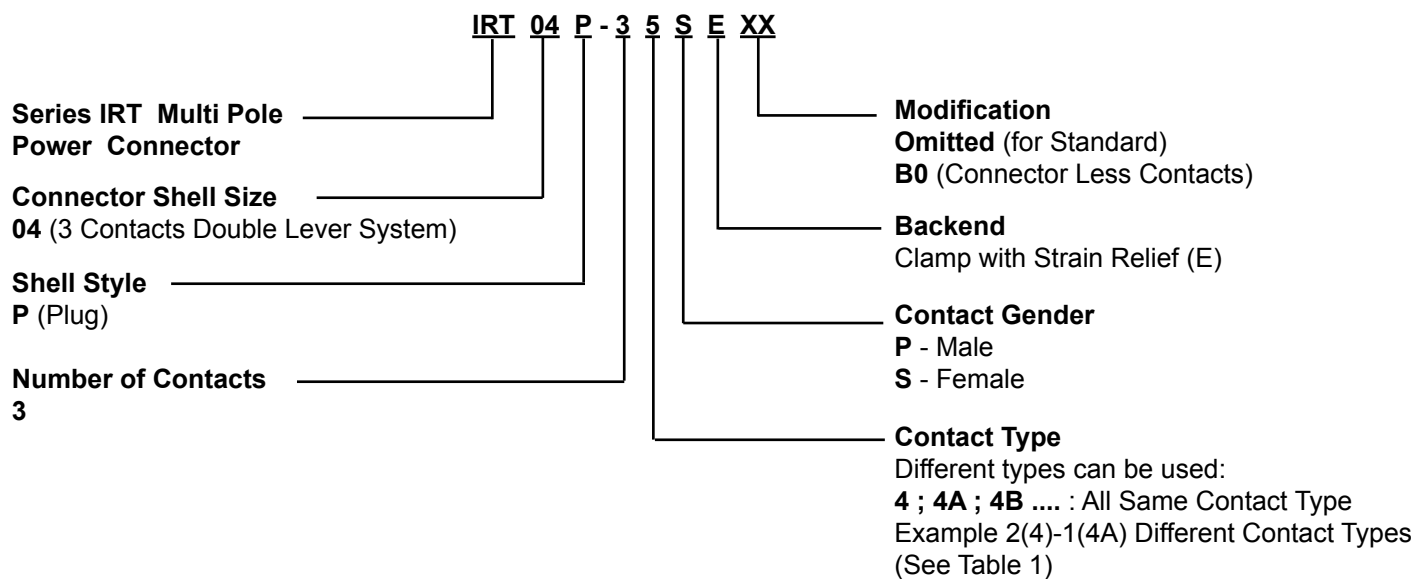 IRT 04 P - 3 5 S E XX
Series IRT Multi Pole
Power Connector
Connector Shell Size
04 (3 Contacts Double Lever System)
Shell Style
P (Plug)
Number of Contacts
3
Modification
Omitted (for Standard)
B0 (Connector Less Contacts)
Backend
Clamp with Strain Relief (E)
Contact Gender
P - Male
S - Female
Contact Type
Different types can be used:
4 ; 4A ; 4B .... : All Same Contact Type
Example 2(4)-1(4A) Different Contact Types
(See Table 1)